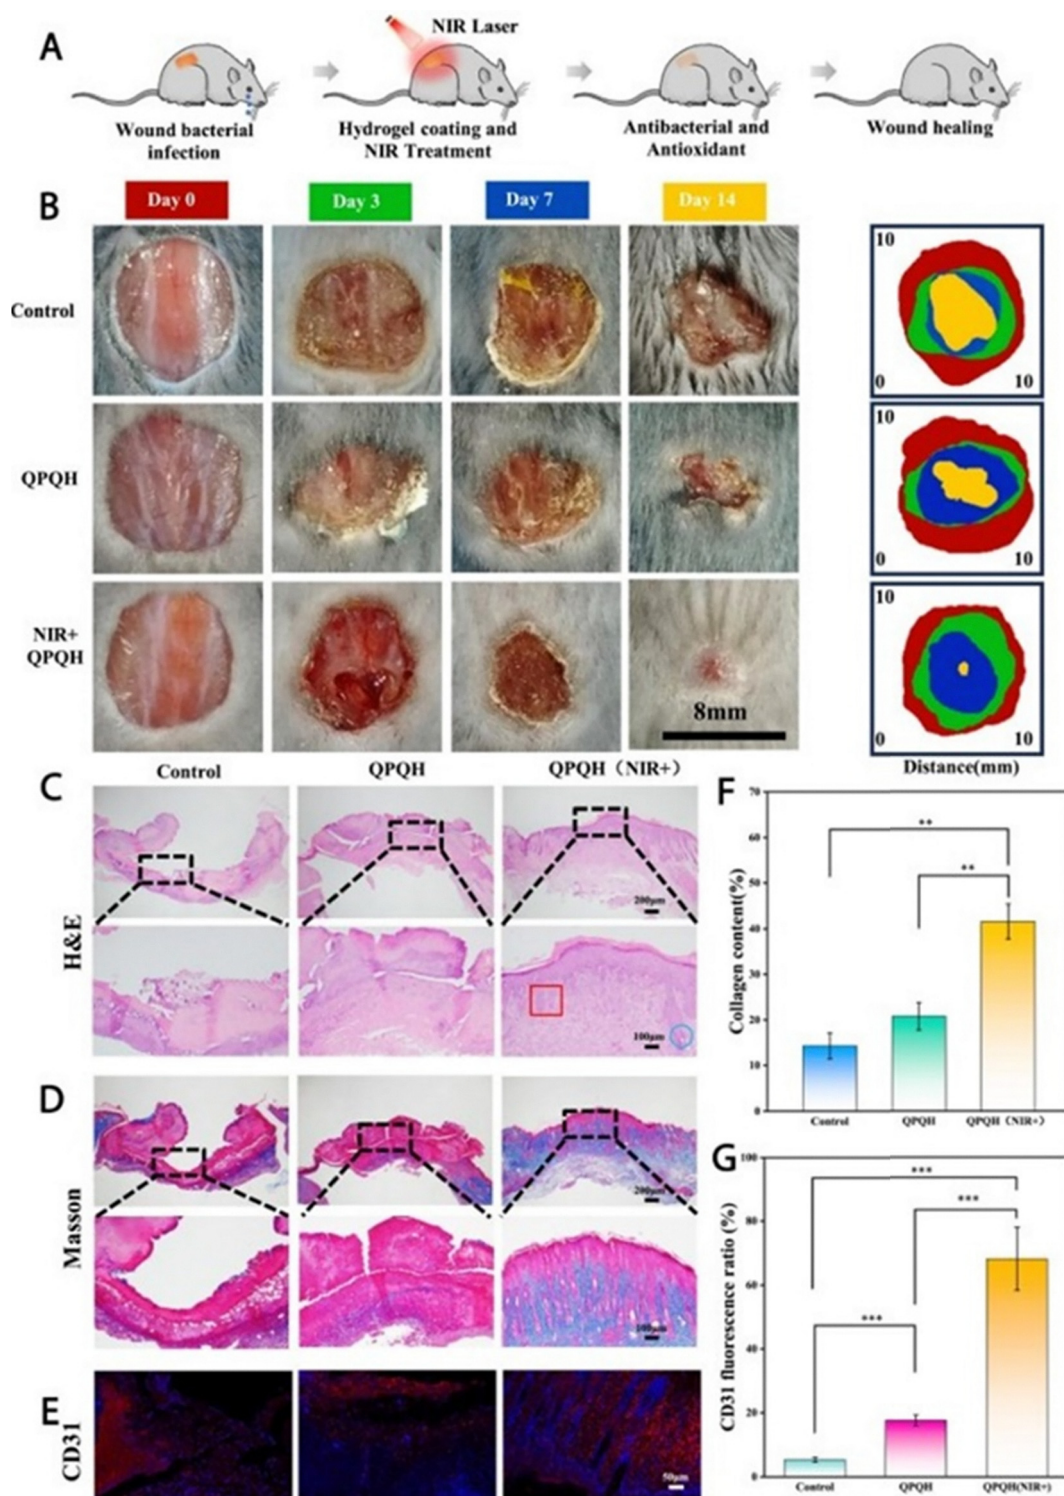 A
NIR Laser
Wound bacterial
infection
Hydrogel coating and
NIR Treatment
Antibacterial and
Antioxidant
Wound healing
B
Day 0
Day 3
Day 7
Day 14
Control
10
0
10
QPQH
10
0
10
NIR+
QPQH
8mm
10
0
10
Distance(mm)
C
Control
QPQH
QPQH（NIR+）
H&E
200μm
100μm
D
Masson
200μm
100μm
E
CD31
50μm
F
Collagen content(%)
70
60
50
40
30
20
10
0
**
**
Control
QPQH
QPQH（NIR+）
G
CD31 fluorescence ratio (%)
100
80
60
40
20
0
***
***
***
Control
QPQH
QPQH(NIR+)